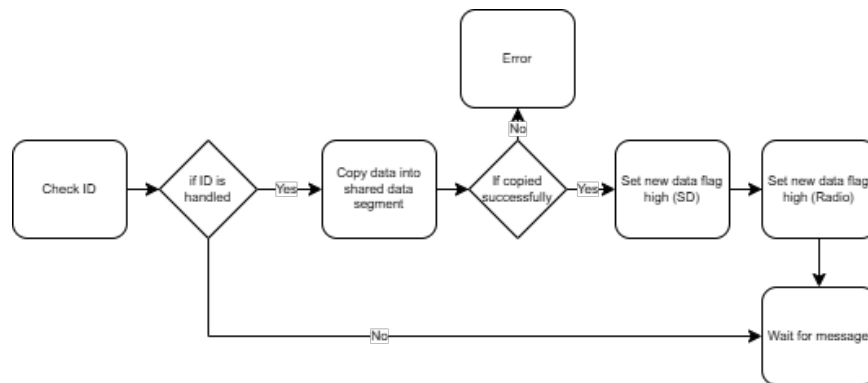 Error
No
Check ID
if ID is
handled
Yes
Copy data into
shared data
segment
If copied
successfully
Yes
Set new data flag
high (SD)
Set new data flag
high (Radio)
No
Wait for message